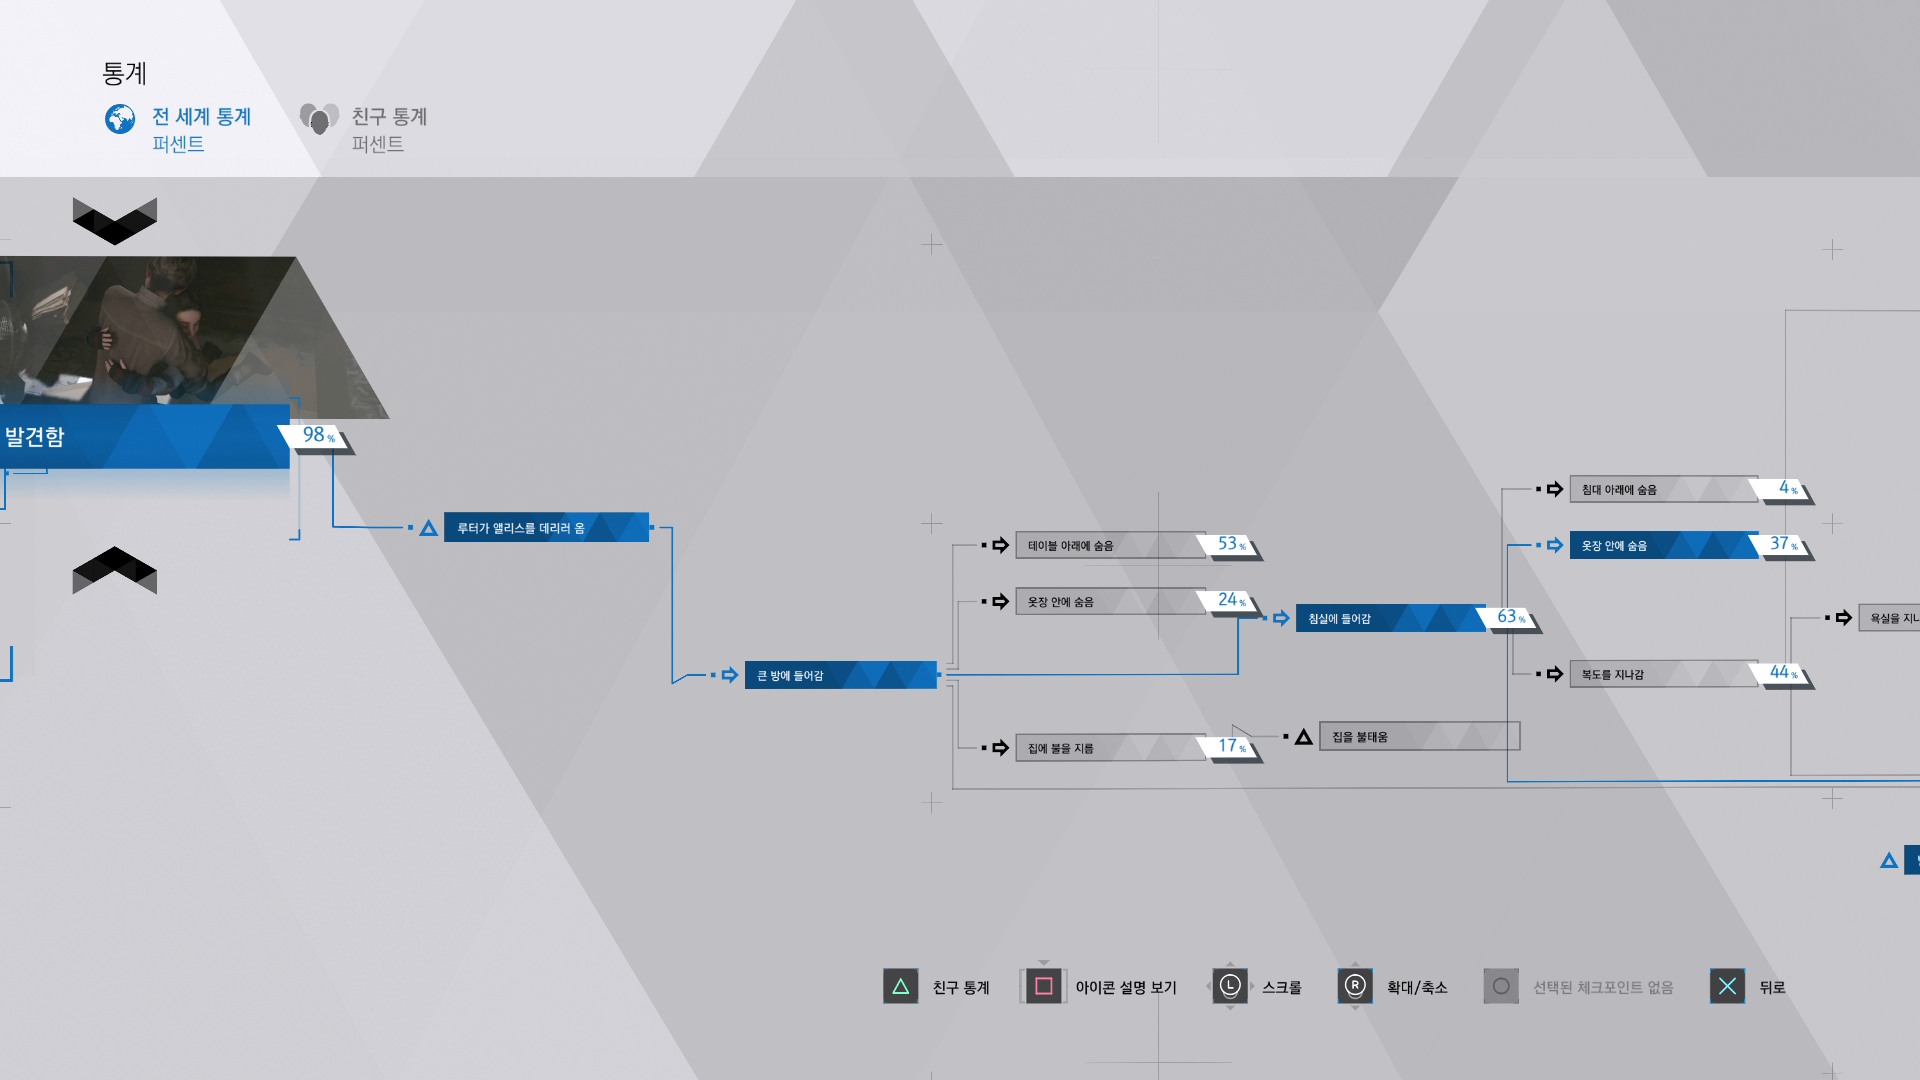 통계
전 세계 통계
퍼센트
친구 통계
퍼센트
발견함
98%
루터가 앨리스를 데리러 옴
큰 방에 들어감
테이블 아래에 숨음
53%
옷장 안에 숨음
24%
집에 불을 지름
17%
집을 불태움
침실에 들어감
63%
침대 아래에 숨음
4%
옷장 안에 숨음
37%
복도를 지나감
44%
욕실을
친구 통계
아이콘 설명 보기
L
스크롤
R
확대/축소
선택된 체크포인트 없음
뒤로